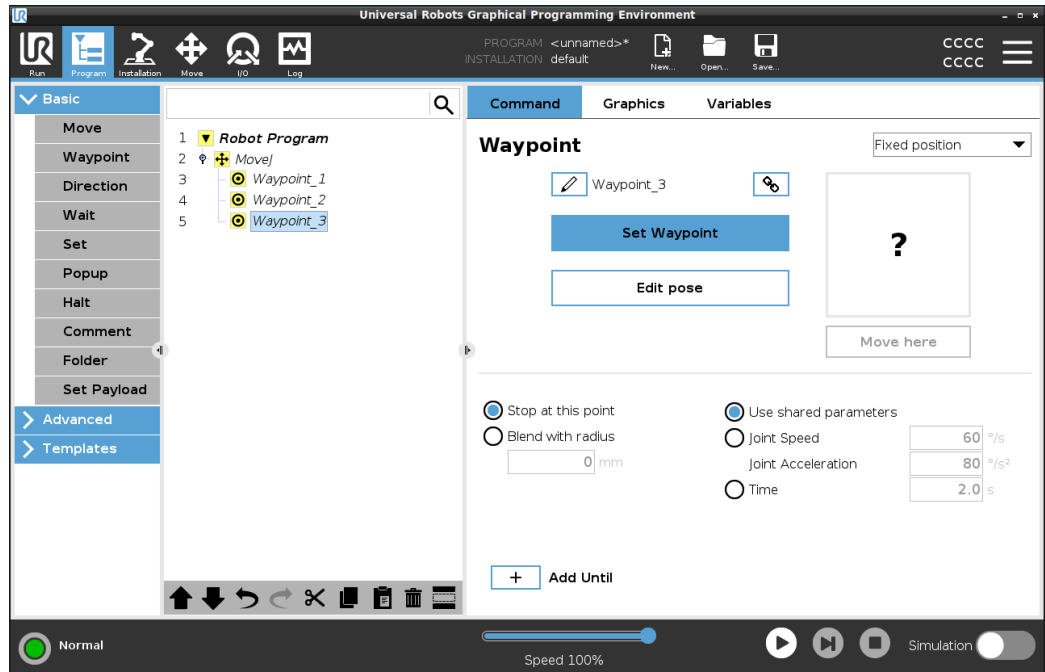 Universal Robots Graphical Programming Environment
UR
Run
Program
Installation
Move
I/O
Log
PROGRAM <unnamed>*
INSTALLATION default
New...
Open...
Save...
CCCC
CCCC
Basic
Move
Waypoint
Direction
Wait
Set
Popup
Halt
Comment
Folder
Set Payload
Advanced
Templates
1 Robot Program
2 MoveJ
3 Waypoint_1
4 Waypoint_2
5 Waypoint_3
Command Graphics Variables
Waypoint
Fixed position
Waypoint_3
Set Waypoint
Edit pose
?
Move here
Stop at this point
Blend with radius
0 mm
Use shared parameters
Joint Speed 60 °/s
Joint Acceleration 80 °/s²
Time 2.0 s
+ Add Until
Normal
Speed 100%
Simulation